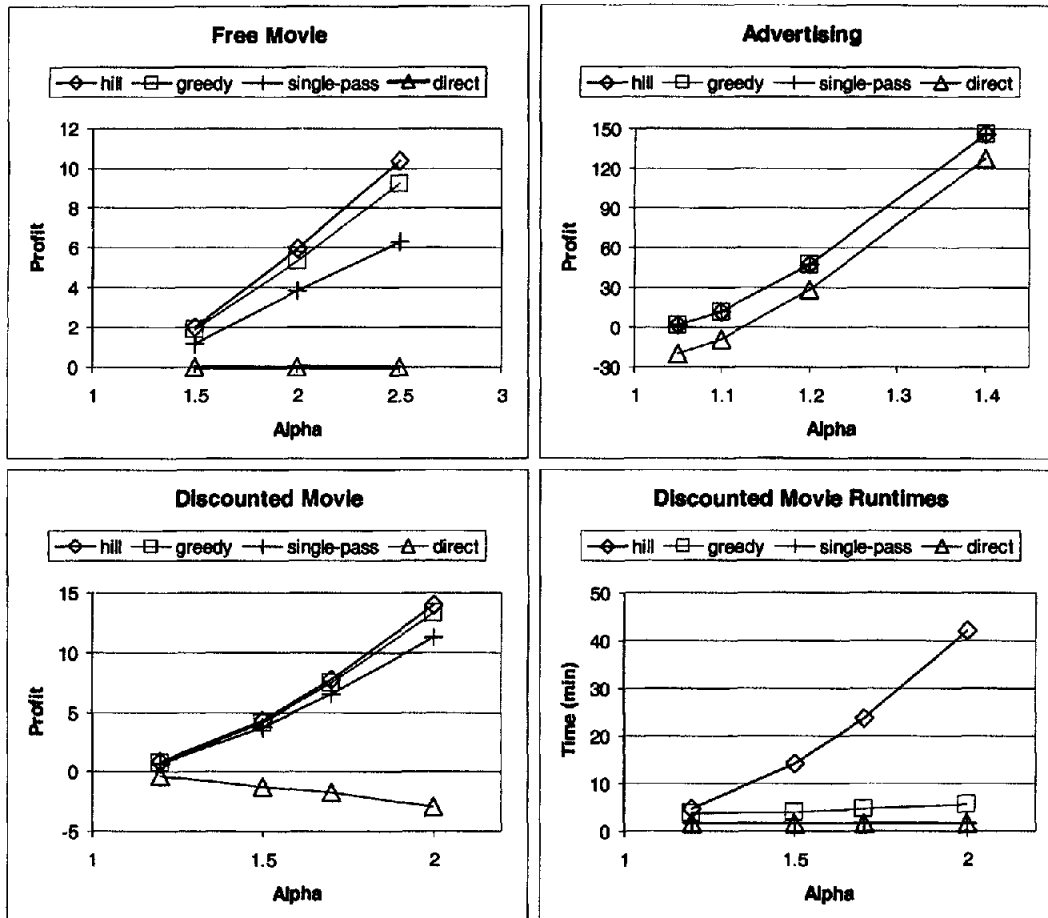 Free Movie
hill greedy single-pass direct
12
10
8
6
4
2
0
Profit
1 1.5 2 2.5 3
Alpha
Advertising
hill greedy single-pass direct
150
120
90
60
30
0
-30
Profit
1 1.1 1.2 1.3 1.4
Alpha
Discounted Movie
hill greedy single-pass direct
15
10
5
0
-5
Profit
1 1.5 2
Alpha
Discounted Movie Runtimes
hill greedy single-pass direct
50
40
30
20
10
0
Time (min)
1 1.5 2
Alpha